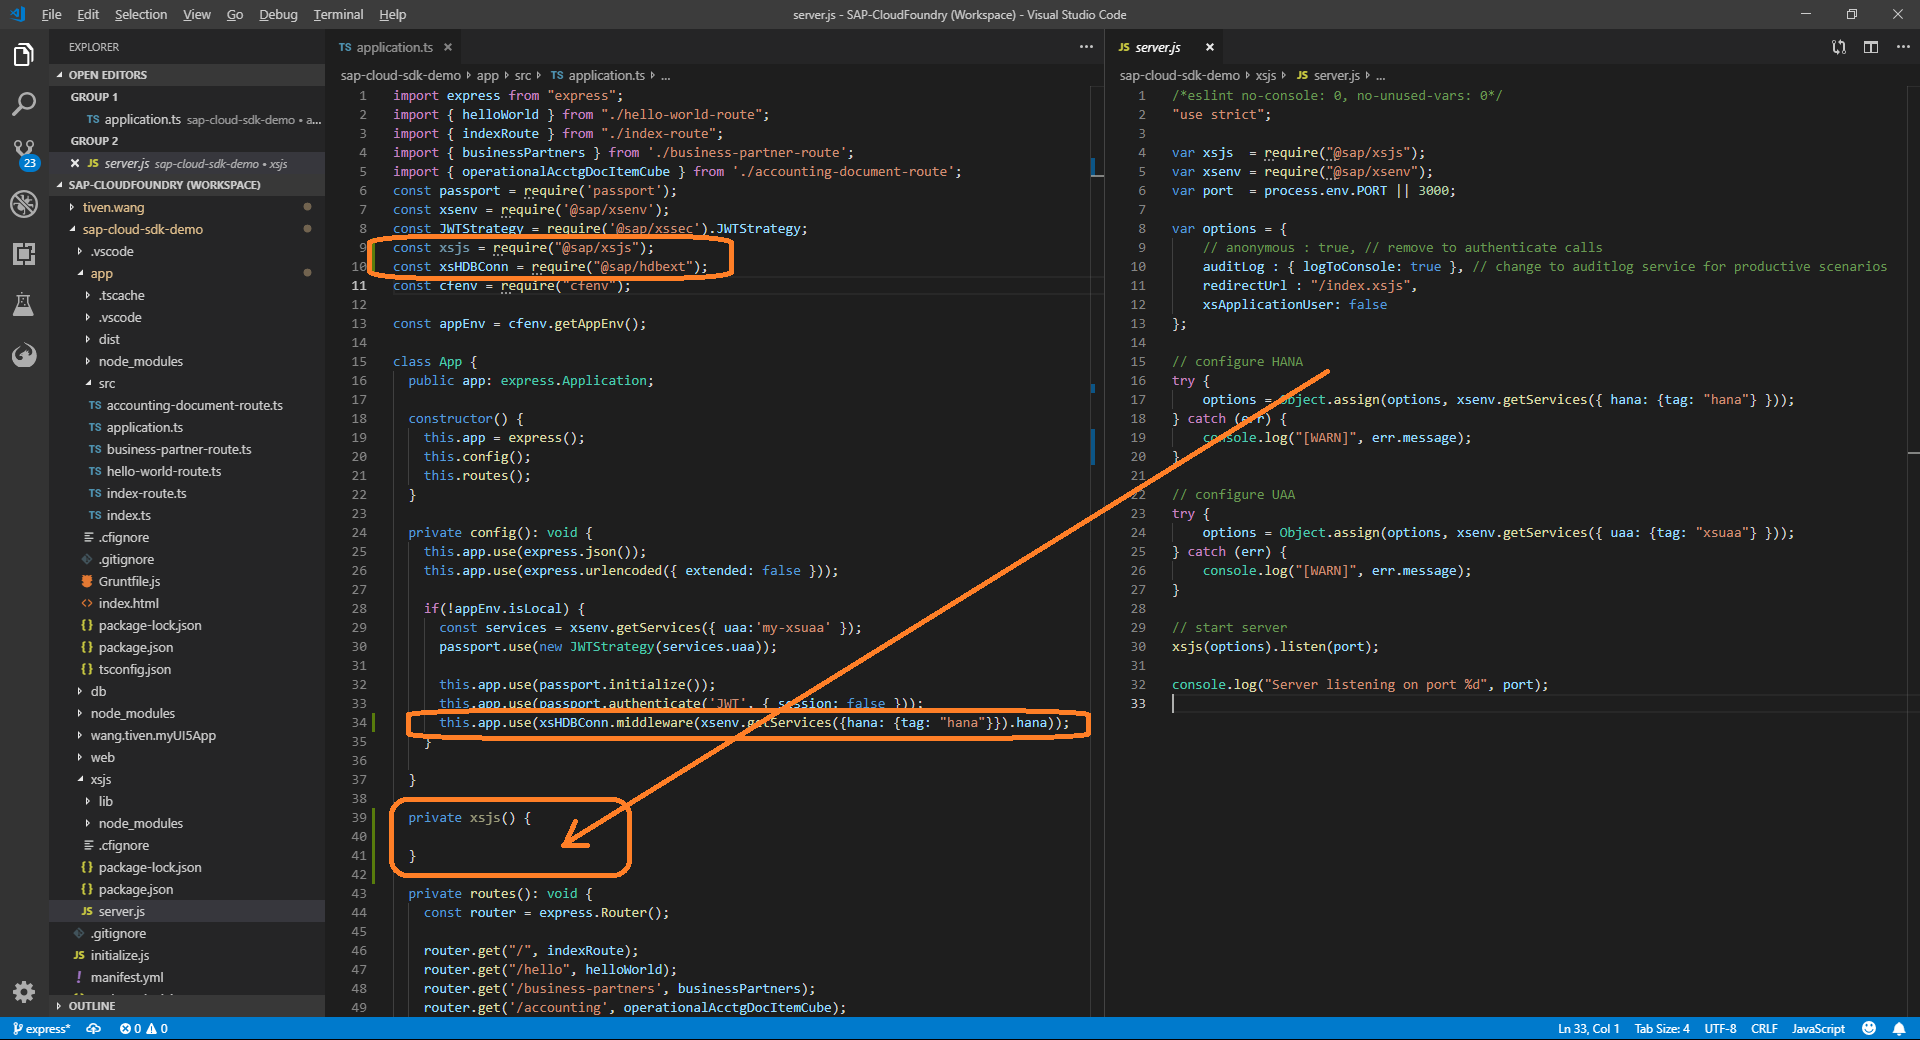 File Edit Selection View Go Debug Terminal Help
server.js - SAP-CloudFoundry (Workspace) - Visual Studio Code
EXPLORER
OPEN EDITORS
GROUP 1
TS application.ts sap-cloud-sdk-demo • a...
GROUP 2
JS server.js sap-cloud-sdk-demo • xsjs
23
SAP-CLOUDFOUNDRY (WORKSPACE)
tiven.wang
sap-cloud-sdk-demo
.vscode
app
.tscache
.vscode
dist
node_modules
src
TS accounting-document-route.ts
TS application.ts
TS business-partner-route.ts
TS hello-world-route.ts
TS index-route.ts
TS index.ts
.cfignore
.gitignore
Gruntfile.js
<> index.html
{} package-lock.json
{} package.json
{} tsconfig.json
db
node_modules
wang.tiven.myUI5App
web
xsjs
lib
node_modules
.cfignore
{} package-lock.json
{} package.json
JS server.js
.gitignore
JS initialize.js
! manifest.yml
OUTLINE
TS application.ts
sap-cloud-sdk-demo app src TS application.ts ...
1 import express from "express";
2 import { helloWorld } from "./hello-world-route";
3 import { indexRoute } from "./index-route";
4 import { businessPartners } from './business-partner-route';
5 import { operationalAcctgDocItemCube } from './accounting-document-route';
6 const passport = require('passport');
7 const xsenv = require('@sap/xsenv');
8 const JWTStrategy = require('@sap/xssec').JWTStrategy;
9 const xsjs = require("@sap/xsjs");
10 const xsHDBConn = require("@sap/hdbext");
11 const cfenv = require("cfenv");
12
13 const appEnv = cfenv.getAppEnv();
14
15 class App {
16 public app: express.Application;
17
18 constructor() {
19 this.app = express();
20 this.config();
21 this.routes();
22 }
23
24 private config(): void {
25 this.app.use(express.json());
26 this.app.use(express.urlencoded({ extended: false }));
27
28 if(!appEnv.isLocal) {
29 const services = xsenv.getServices({ uaa:'my-xsuaa' });
30 passport.use(new JWTStrategy(services.uaa));
31
32 this.app.use(passport.initialize());
33 this.app.use(passport.authenticate('JWT', { session: false }));
34 this.app.use(xsHDBConn.middleware(xsenv.getServices({hana: {tag: "hana"}}).hana));
35 }
36
37 }
38
39 private xsjs() {
40
41 }
42
43 private routes(): void {
44 const router = express.Router();
45
46 router.get("/", indexRoute);
47 router.get("/hello", helloWorld);
48 router.get('/business-partners', businessPartners);
49 router.get('/accounting', operationalAcctgDocItemCube);
JS server.js
sap-cloud-sdk-demo xsjs JS server.js ...
1 /*eslint no-console: 0, no-unused-vars: 0*/
2 "use strict";
3
4 var xsjs = require("@sap/xsjs");
5 var xsenv = require("@sap/xsenv");
6 var port = process.env.PORT || 3000;
7
8 var options = {
9 // anonymous : true, // remove to authenticate calls
10 auditLog : { logToConsole: true }, // change to auditlog service for productive scenarios
11 redirectUrl : "/index.xsjs",
12 xsApplicationUser: false
13 };
14
15 // configure HANA
16 try {
17 options = Object.assign(options, xsenv.getServices({ hana: {tag: "hana"} }));
18 } catch (err) {
19 console.log("[WARN]", err.message);
20 }
21
22 // configure UAA
23 try {
24 options = Object.assign(options, xsenv.getServices({ uaa: {tag: "xsuaa"} }));
25 } catch (err) {
26 console.log("[WARN]", err.message);
27 }
28
29 // start server
30 xsjs(options).listen(port);
31
32 console.log("Server listening on port %d", port);
33
express* 0 0 Ln 33, Col 1 Tab Size: 4 UTF-8 CRLF JavaScript